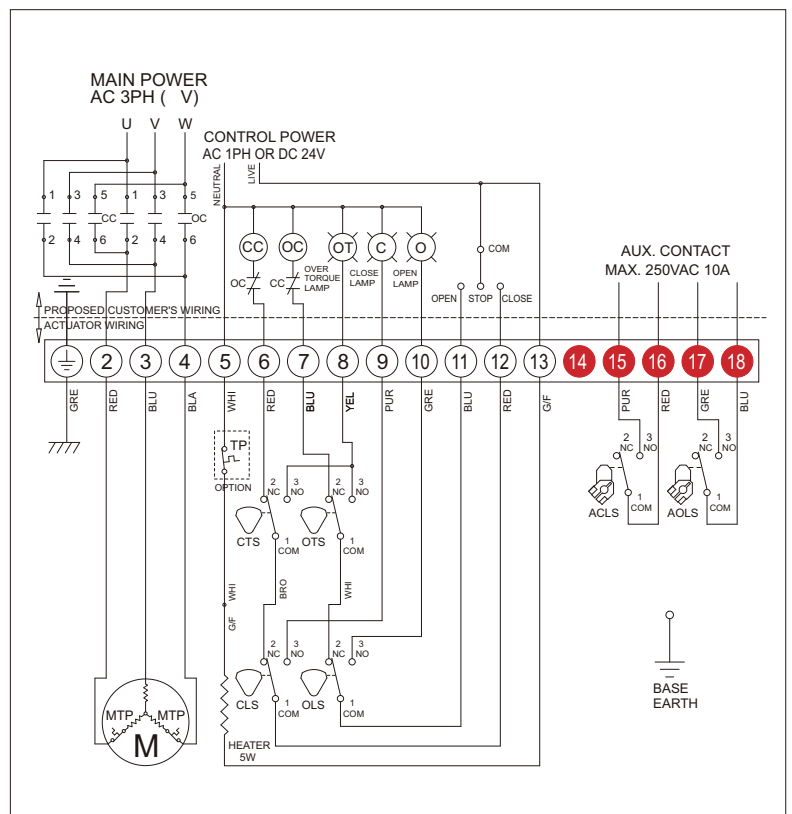 MAIN POWER
AC 3PH ( V)
U V W
CONTROL POWER
AC 1PH OR DC 24V
NEUTRAL
LIVE
1 3 5 1 3 5
CC OC
2 4 6 2 4 6
CC OC OT C O
OC CC
OVER
TORQUE
LAMP
CLOSE
LAMP
OPEN
LAMP
COM
OPEN STOP CLOSE
AUX. CONTACT
MAX. 250VAC 10A
PROPOSED CUSTOMER'S WIRING
ACTUATOR WIRING
2 3 4 5 6 7 8 9 10 11 12 13 14 15 16 17 18
GRE RED BLU BLA WHI RED BLU YEL PUR GRE BLU RED G/F PUR RED GRE BLU
TP
OPTION
2 NC 3 NO
2 NC 3 NO
CTS 1 COM
OTS 1 COM
2 NC 3 NO
2 NC 3 NO
ACLS 1 COM
AOLS 1 COM
WHI BRO WHI
G/F
2 NC 3 NO
2 NC 3 NO
CLS 1 COM
OLS 1 COM
HEATER
5W
MTP MTP
M
BASE
EARTH